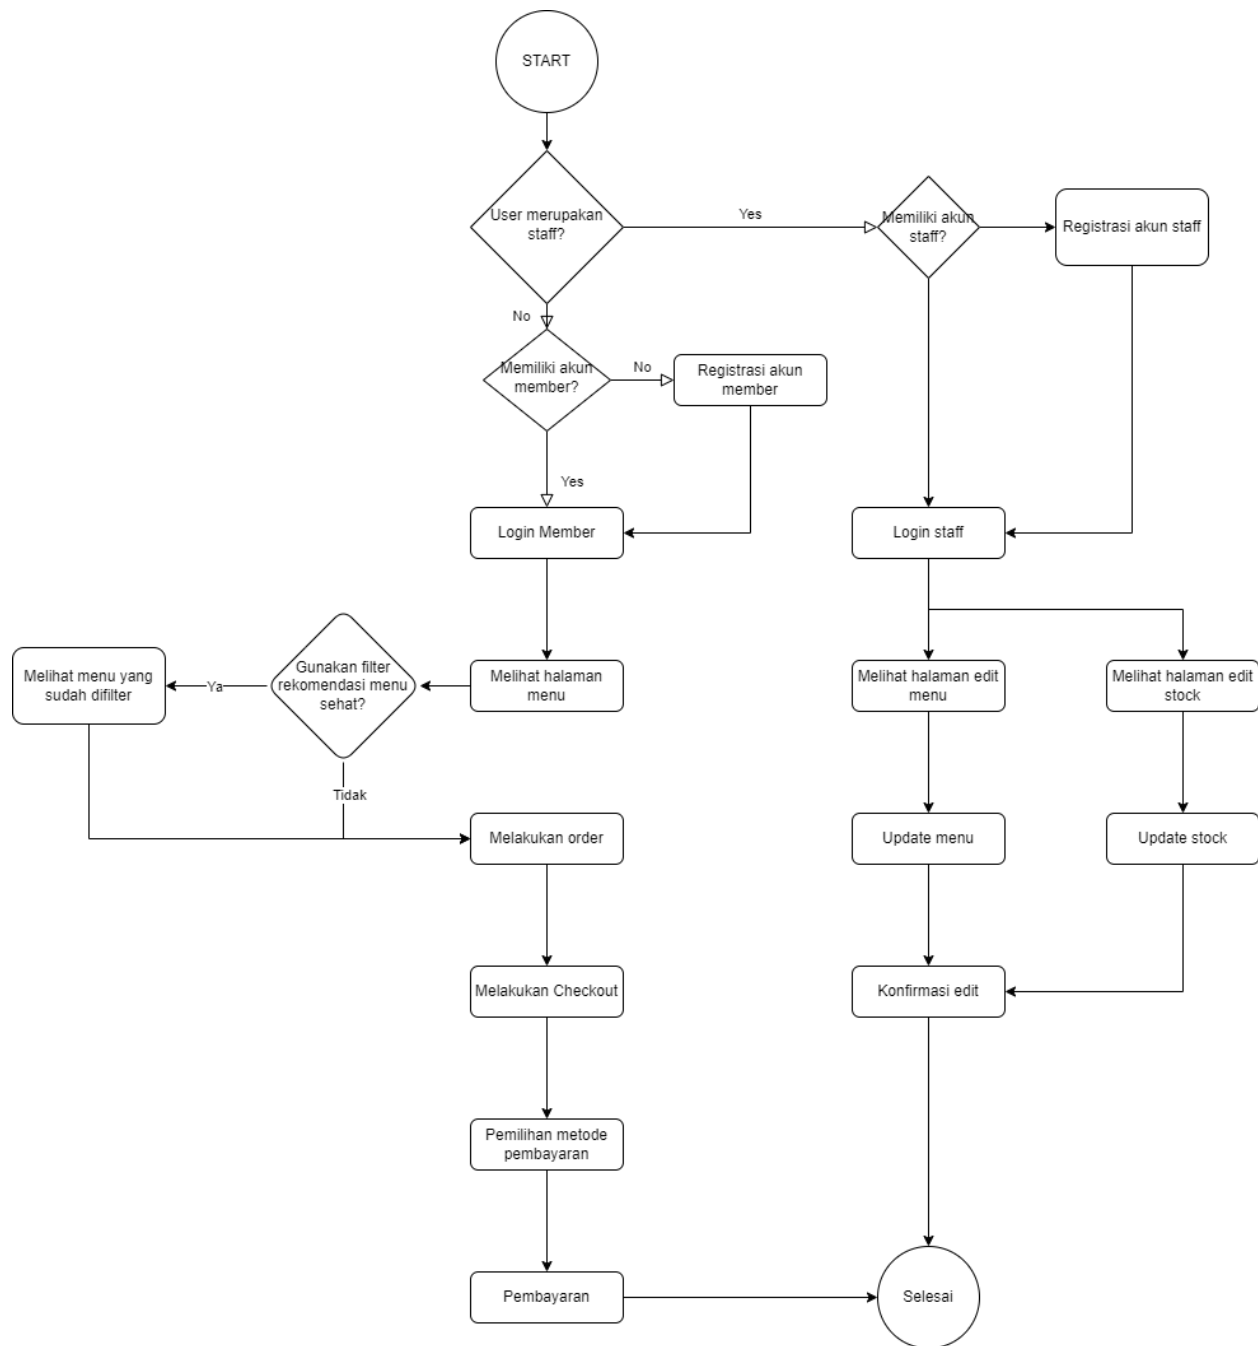 START
User merupakan
staff?
Yes
Memiliki akun
staff?
Registrasi akun staff
No
Memiliki akun
member?
No
Registrasi akun
member
Yes
Login Member
Login staff
Melihat menu yang
sudah difilter
Ya
Gunakan filter
rekomendasi menu
sehat?
Melihat halaman
menu
Melihat halaman edit
menu
Melihat halaman edit
stock
Tidak
Melakukan order
Update menu
Update stock
Melakukan Checkout
Konfirmasi edit
Pemilihan metode
pembayaran
Pembayaran
Selesai